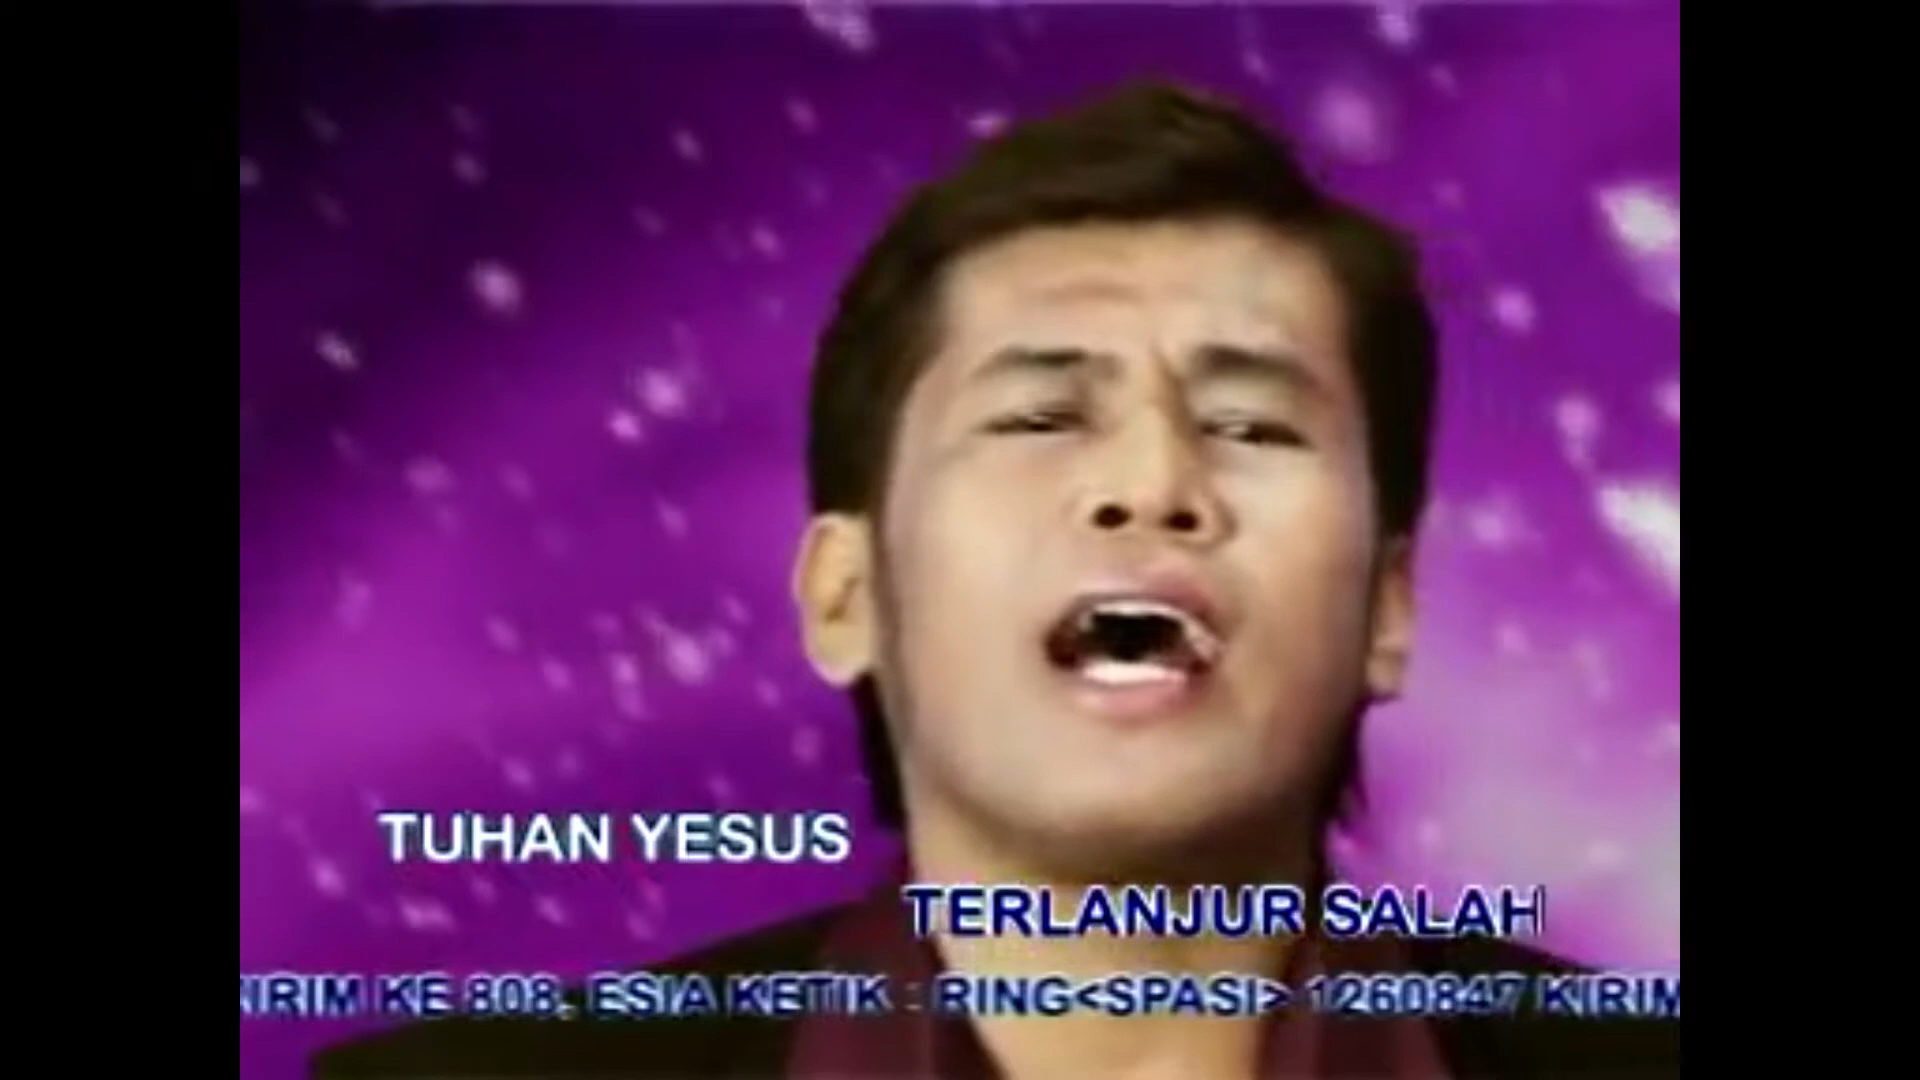 TUHAN YESUS
TERLANJUR SALAH
KIRIM KE 808, ESIA KETIK : RING<SPASI> 1260847 KIRIM